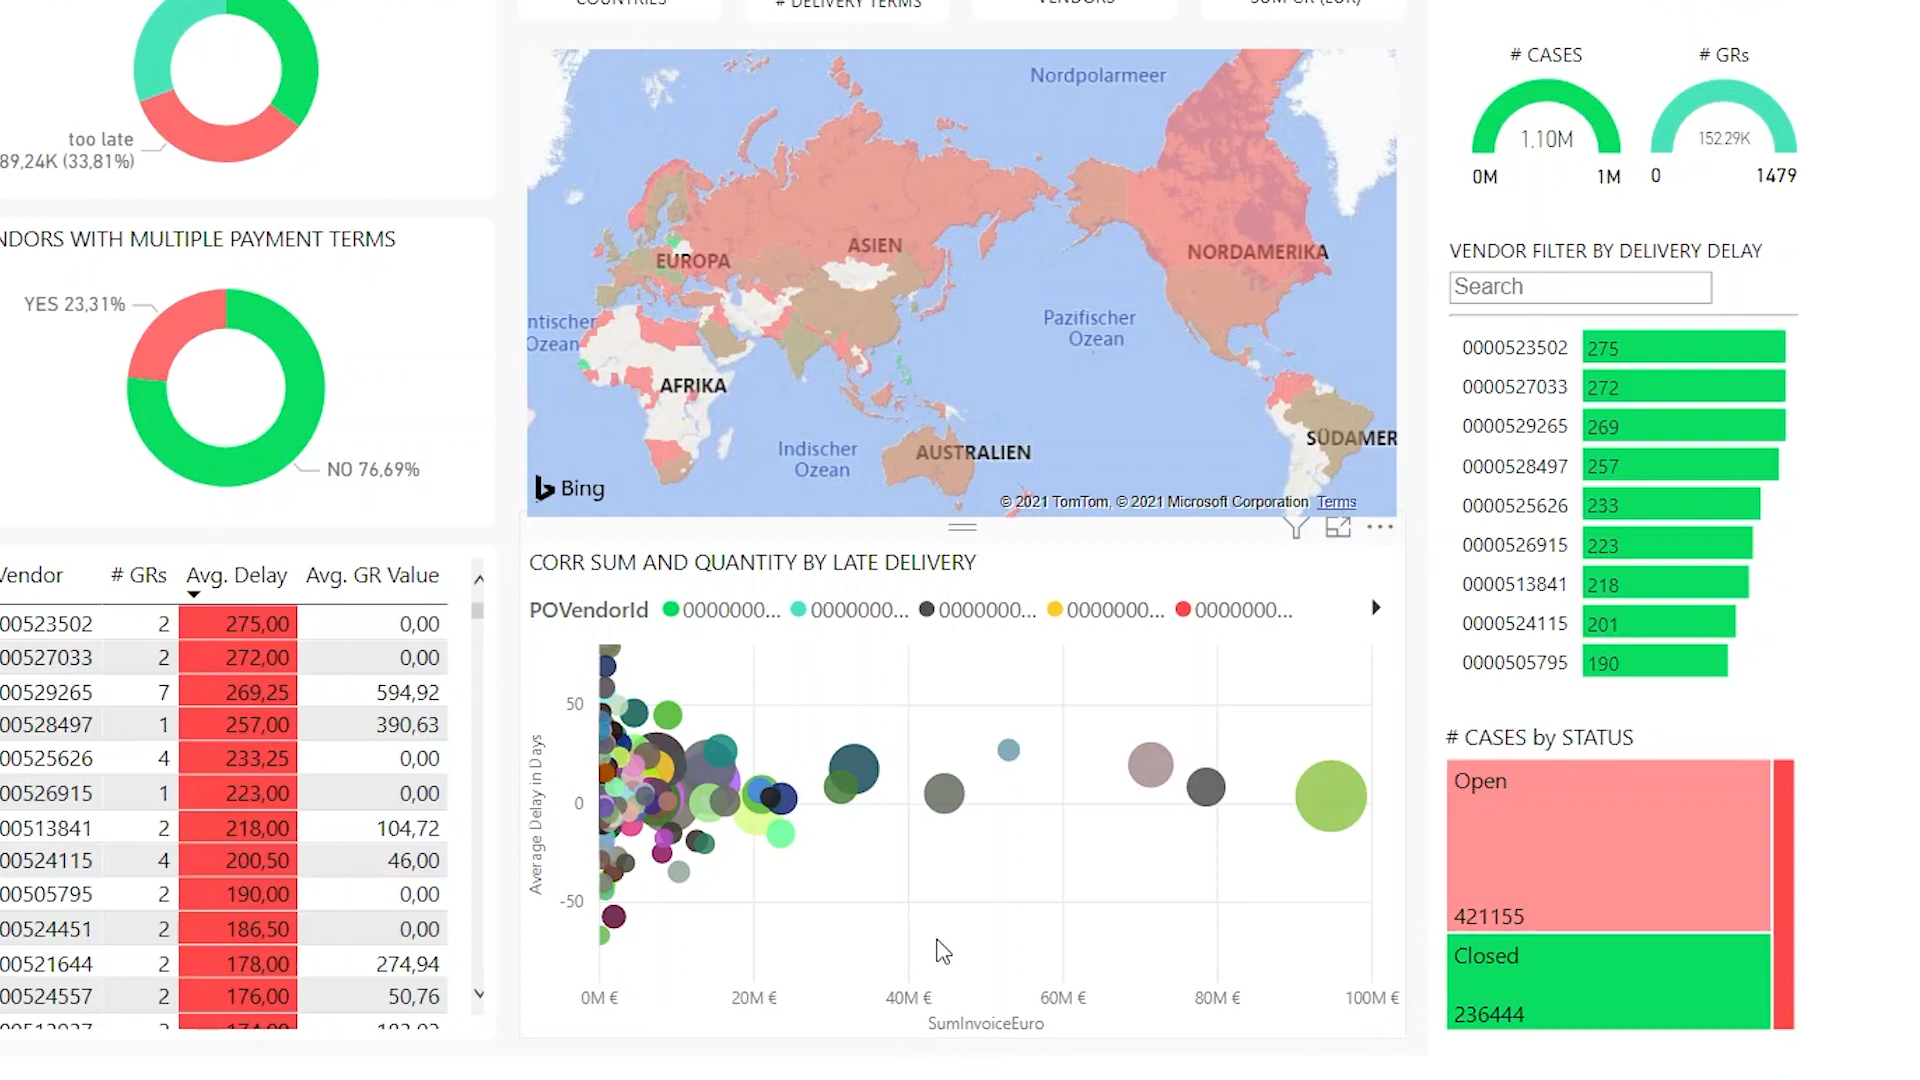 # DELIVERY TERMS
too late
89,24K (33,81%)
NDORS WITH MULTIPLE PAYMENT TERMS
YES 23,31%
NO 76,69%
Vendor # GRs Avg. Delay Avg. GR Value
00523502 2 275,00 0,00
00527033 2 272,00 0,00
00529265 7 269,25 594,92
00528497 1 257,00 390,63
00525626 4 233,25 0,00
00526915 1 223,00 0,00
00513841 2 218,00 104,72
00524115 4 200,50 46,00
00505795 2 190,00 0,00
00524451 2 186,50 0,00
00521644 2 178,00 274,94
00524557 2 176,00 50,76
Nordpolarmeer
ASIEN
EUROPA
NORDAMERIKA
ntischer
Ozean
Pazifischer
Ozean
AFRIKA
Indischer
Ozean
AUSTRALIEN
SÜDAMER
Bing
© 2021 TomTom, © 2021 Microsoft Corporation Terms
CORR SUM AND QUANTITY BY LATE DELIVERY
POVendorId 0000000... 0000000... 0000000... 0000000... 0000000...
Average Delay in Days
50
0
-50
0M € 20M € 40M € 60M € 80M € 100M €
SumInvoiceEuro
# CASES # GRs
1,10M 152,29K
0M 1M 0 1479
VENDOR FILTER BY DELIVERY DELAY
Search
0000523502 275
0000527033 272
0000529265 269
0000528497 257
0000525626 233
0000526915 223
0000513841 218
0000524115 201
0000505795 190
# CASES by STATUS
Open
421155
Closed
236444